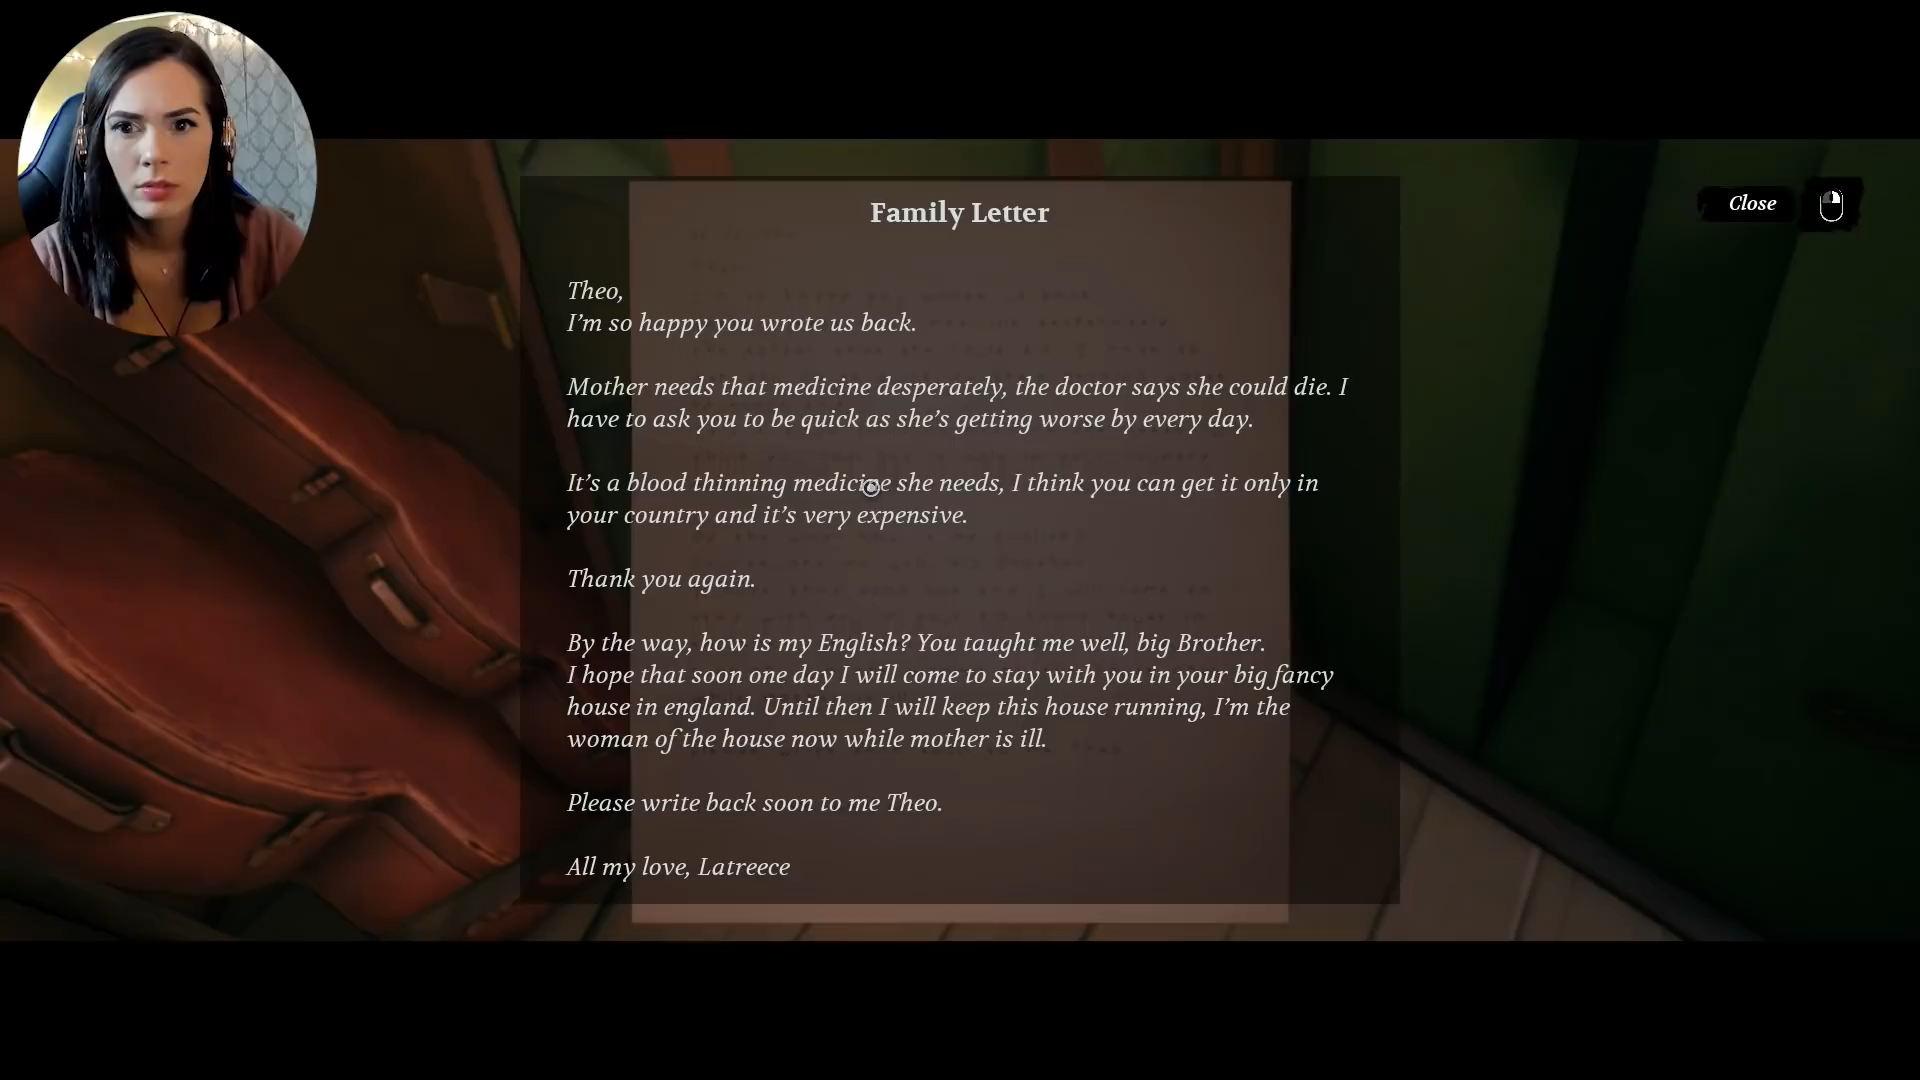 Family Letter
Close
Theo,
I'm so happy you wrote us back.
Mother needs that medicine desperately, the doctor says she could die. I
have to ask you to be quick as she's getting worse by every day.
It's a blood thinning medicine she needs, I think you can get it only in
your country and it's very expensive.
Thank you again.
By the way, how is my English? You taught me well, big Brother.
I hope that soon one day I will come to stay with you in your big fancy
house in england. Until then I will keep this house running, I'm the
woman of the house now while mother is ill.
Please write back soon to me Theo.
All my love, Latreece